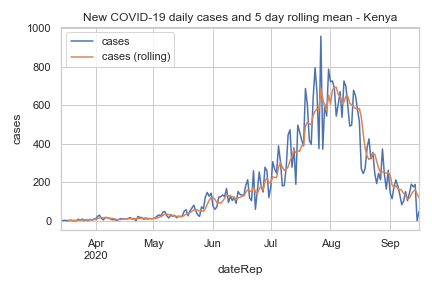 New COVID-19 daily cases and 5 day rolling mean - Kenya
cases
cases (rolling)
1000
800
600
400
200
0
cases
Apr
2020
May
Jun
Jul
Aug
Sep
dateRep